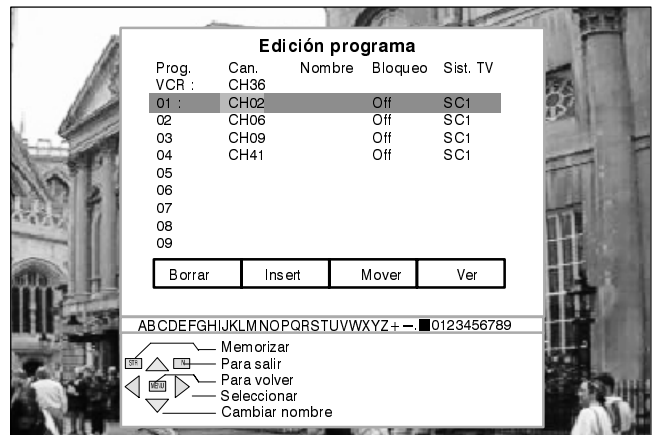 Edición programa
Prog. Can. Nombre Bloqueo Sist. TV
VCR : CH36
01 : CH02 Off SC1
02 CH06 Off SC1
03 CH09 Off SC1
04 CH41 Off SC1
05
06
07
08
09
Borrar Insert Mover Ver
ABCDEFGHIJKLMNOPQRSTUVWXYZ+–.■0123456789
Memorizar
STR N Para salir
MENU Para volver
Seleccionar
Cambiar nombre